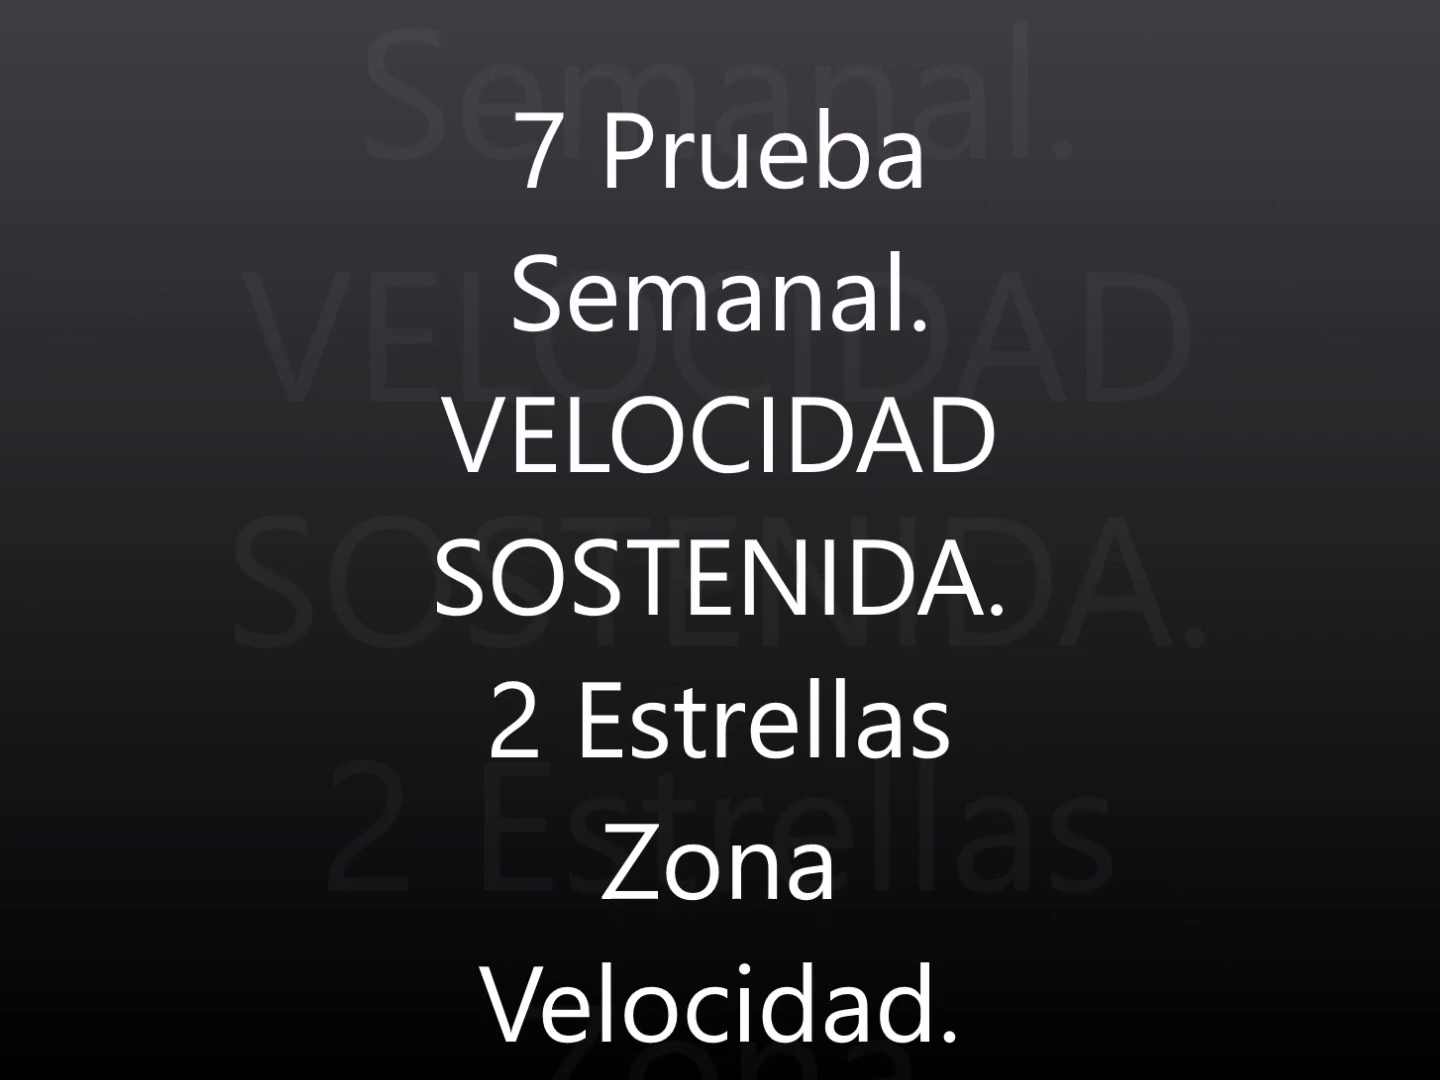 7 Prueba
Semanal.
VELOCIDAD
SOSTENIDA.
2 Estrellas
Zona
Velocidad.